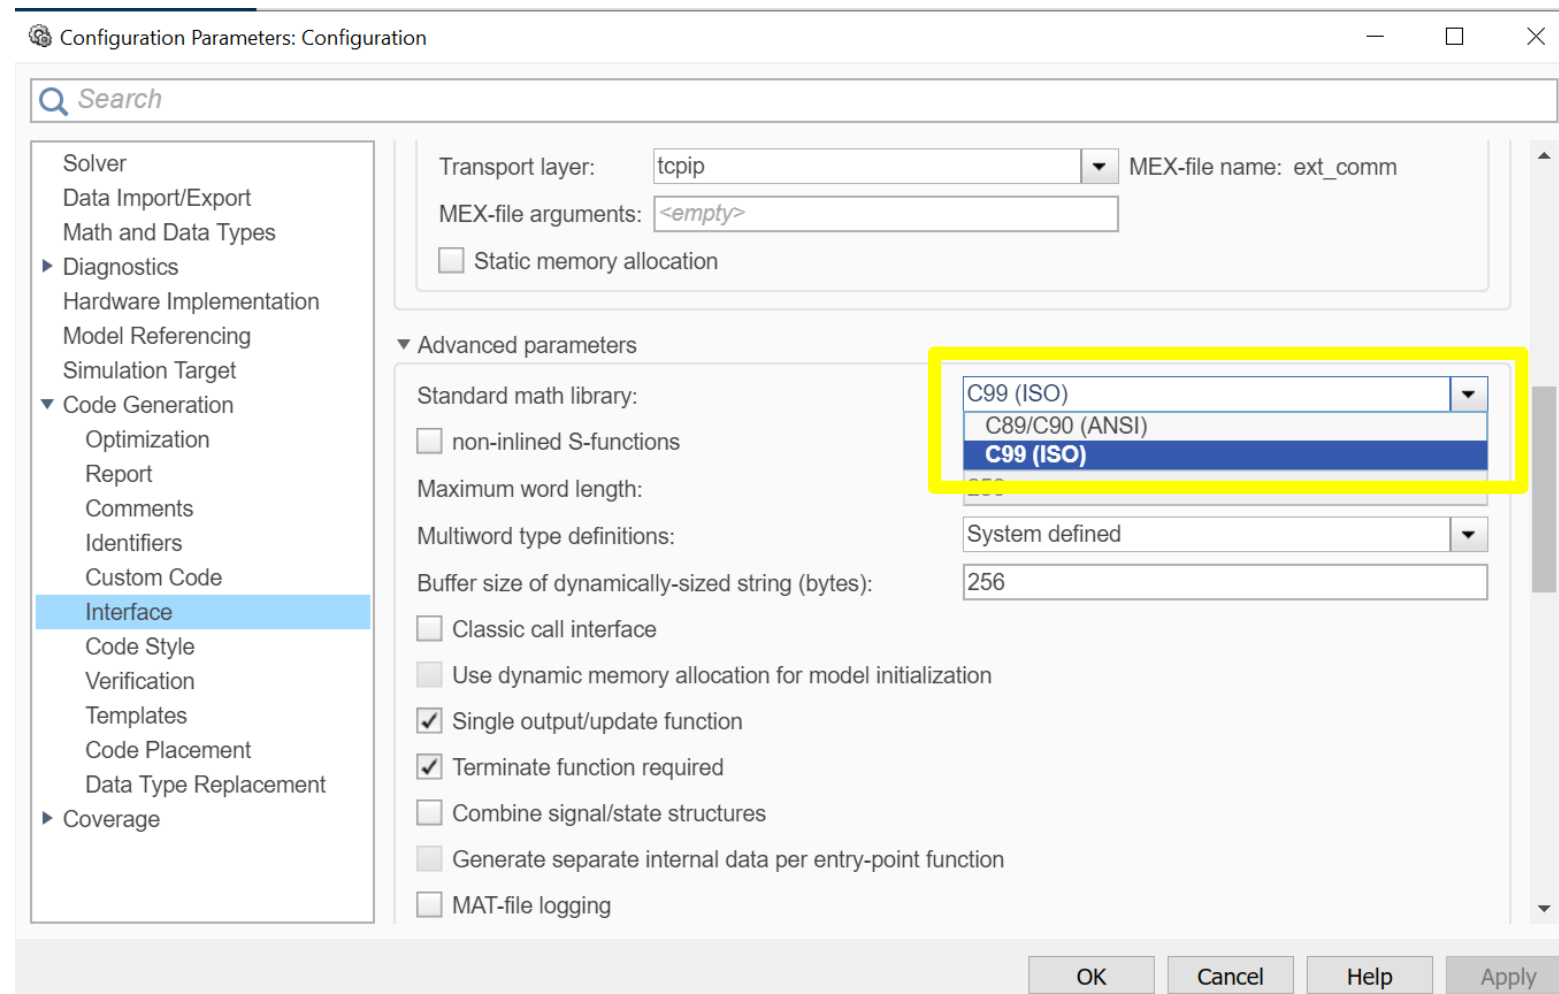 Configuration Parameters: Configuration
Search
Solver
Data Import/Export
Math and Data Types
Diagnostics
Hardware Implementation
Model Referencing
Simulation Target
Code Generation
Optimization
Report
Comments
Identifiers
Custom Code
Interface
Code Style
Verification
Templates
Code Placement
Data Type Replacement
Coverage
Transport layer: tcpip MEX-file name: ext_comm
MEX-file arguments: <empty>
Static memory allocation
Advanced parameters
Standard math library: C99 (ISO)
C89/C90 (ANSI)
non-inlined S-functions
C99 (ISO)
Maximum word length:
Multiword type definitions: System defined
Buffer size of dynamically-sized string (bytes): 256
Classic call interface
Use dynamic memory allocation for model initialization
Single output/update function
Terminate function required
Combine signal/state structures
Generate separate internal data per entry-point function
MAT-file logging
OK Cancel Help Apply